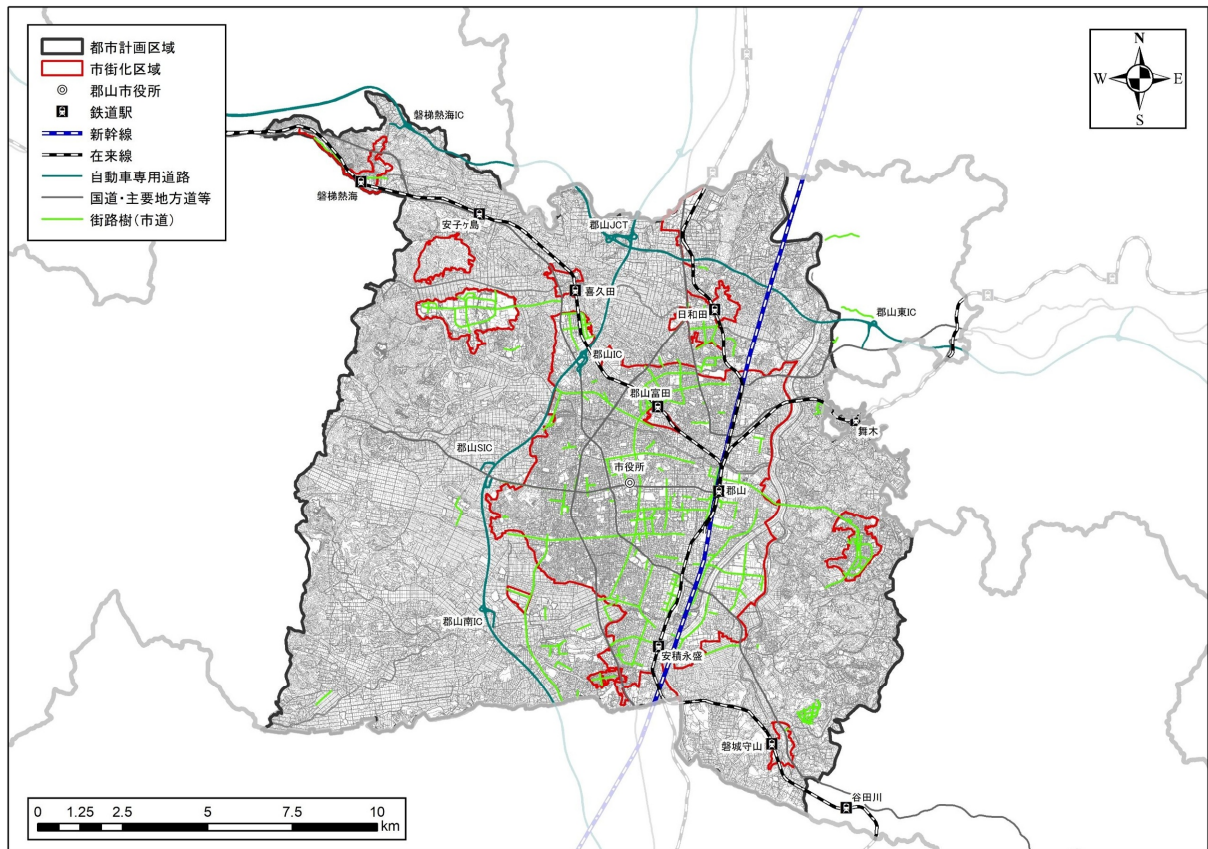 都市計画区域
市街化区域
郡山市役所
鉄道駅
新幹線
在来線
自動車専用道路
国道・主要地方道等
街路樹(市道)
N
W
E
S
磐梯熱海IC
磐梯熱海
安子ヶ島
郡山JCT
喜久田
日和田
郡山東IC
郡山IC
郡山富田
舞木
郡山SIC
市役所
郡山
郡山南IC
安積永盛
磐城守山
谷田川
0 1.25 2.5 5 7.5 10
km